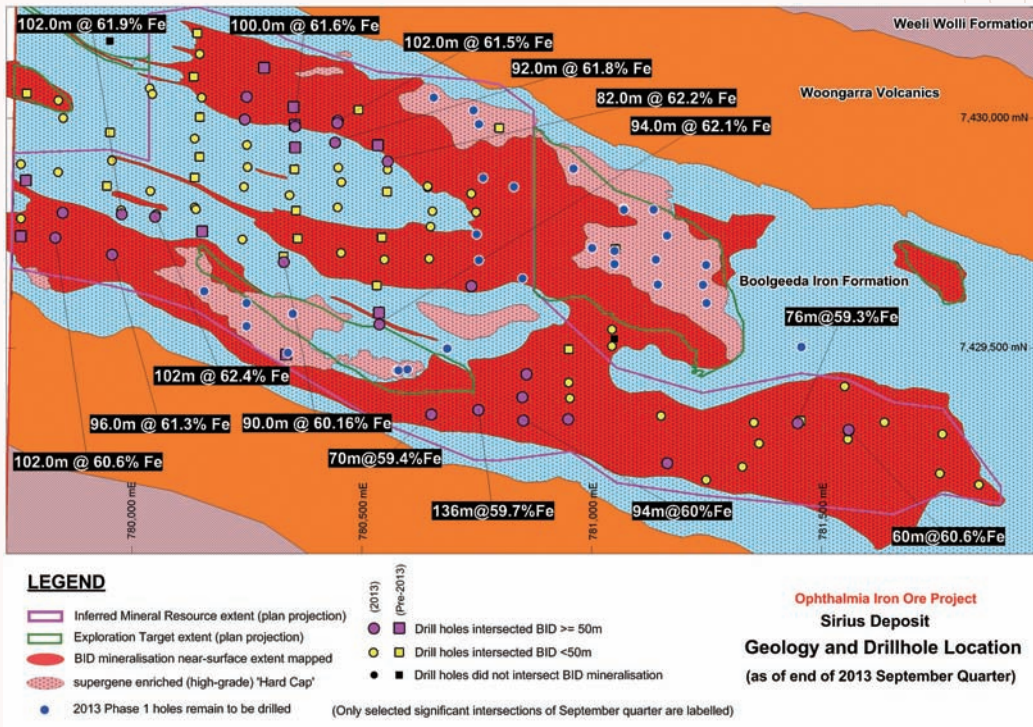 Weeli Wolli Formation
102.0m @ 61.9% Fe
100.0m @ 61.6% Fe
102.0m @ 61.5% Fe
92.0m @ 61.8% Fe
82.0m @ 62.2% Fe
94.0m @ 62.1% Fe
Woongarra Volcanics
7,430,000 mN
Boolgeeda Iron Formation
76m@59.3%Fe
7,429,500 mN
102m @ 62.4% Fe
96.0m @ 61.3% Fe
90.0m @ 60.16% Fe
102.0m @ 60.6% Fe
70m@59.4%Fe
136m@59.7%Fe
94m@60%Fe
60m@60.6%Fe
780,000 mE
780,500 mE
781,000 mE
781,500 mE
LEGEND
Inferred Mineral Resource extent (plan projection)
Exploration Target extent (plan projection)
BID mineralisation near-surface extent mapped
supergene enriched (high-grade) 'Hard Cap'
2013 Phase 1 holes remain to be drilled
(2013)
(Pre-2013)
Drill holes intersected BID >= 50m
Drill holes intersected BID <50m
Drill holes did not intersect BID mineralisation
(Only selected significant intersections of September quarter are labelled)
Ophthalmia Iron Ore Project
Sirius Deposit
Geology and Drillhole Location
(as of end of 2013 September Quarter)